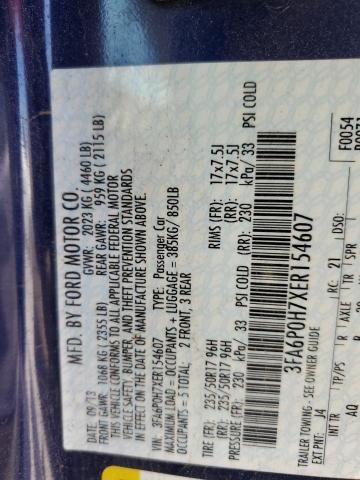 MFD. BY FORD MOTOR CO.
GVWR: 2023 KG ( 4460 LB)
DATE: 09/13 FRONT GAWR: 1068 KG ( 2355 LB) REAR GAWR: 959 KG ( 2115 LB)
THIS VEHICLE CONFORMS TO ALL APPLICABLE FEDERAL MOTOR
VEHICLE SAFETY, BUMPER, AND THEFT PREVENTION STANDARDS
IN EFFECT ON THE DATE OF MANUFACTURE SHOWN ABOVE.
VIN: 3FA6P0H7XER154607 TYPE: Passenger Car
MAXIMUM LOAD = OCCUPANTS + LUGGAGE = 385KG/ 850LB
OCCUPANTS = 5 TOTAL: 2 FRONT, 3 REAR
TIRE (FR): 235/50R17 96H RIMS (FR): 17x7.5J
(RR): 235/50R17 96H (RR): 17x7.5J
PRESSURE (FR): 230 kPa/ 33 PSI COLD (RR): 230 kPa/ 33 PSI COLD
3FA6P0H7XER154607
TRAILER TOWING - SEE OWNER GUIDE
F0054
EXT PNT: J4 RC: 21 DSO:
TP/PS R AXLE TR SPR